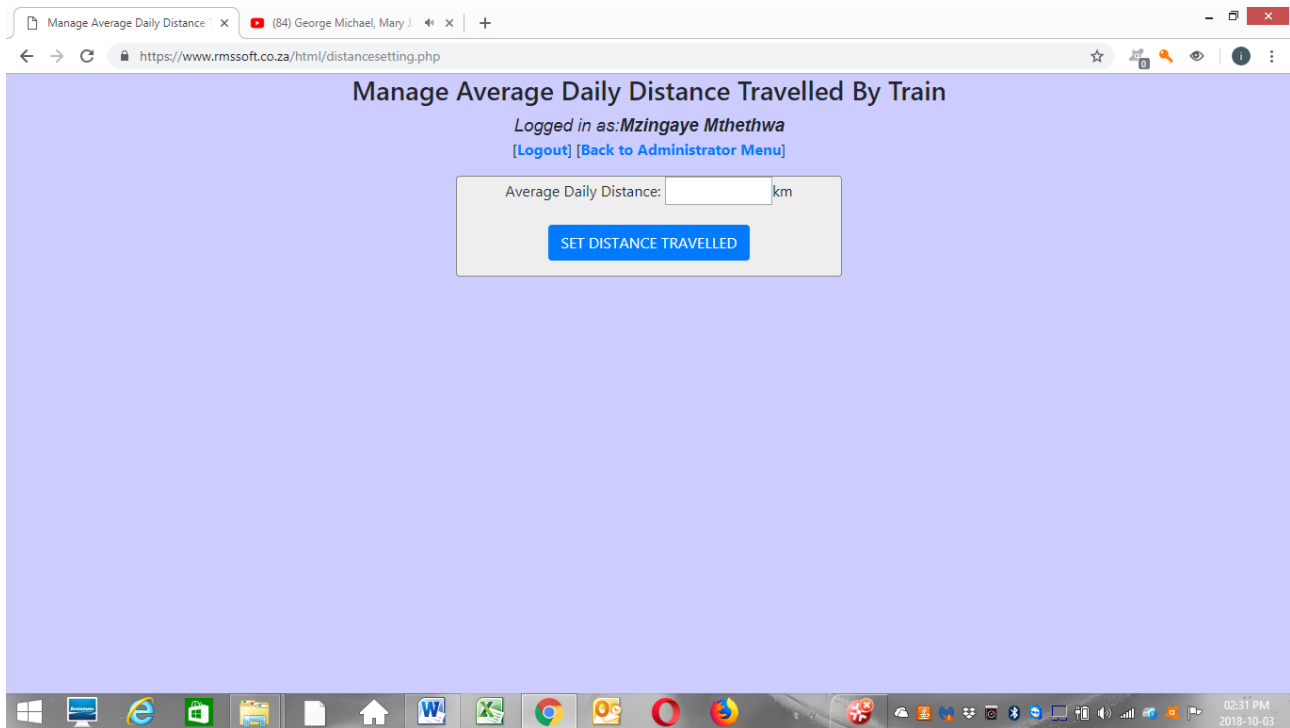 Manage Average Daily Distance T
(84) George Michael, Mary J.
https://www.rmssoft.co.za/html/distancesetting.php
0
i
Manage Average Daily Distance Travelled By Train
Logged in as:Mzingaye Mthethwa
[Logout] [Back to Administrator Menu]
Average Daily Distance: km
SET DISTANCE TRAVELLED
02:31 PM
2018-10-03